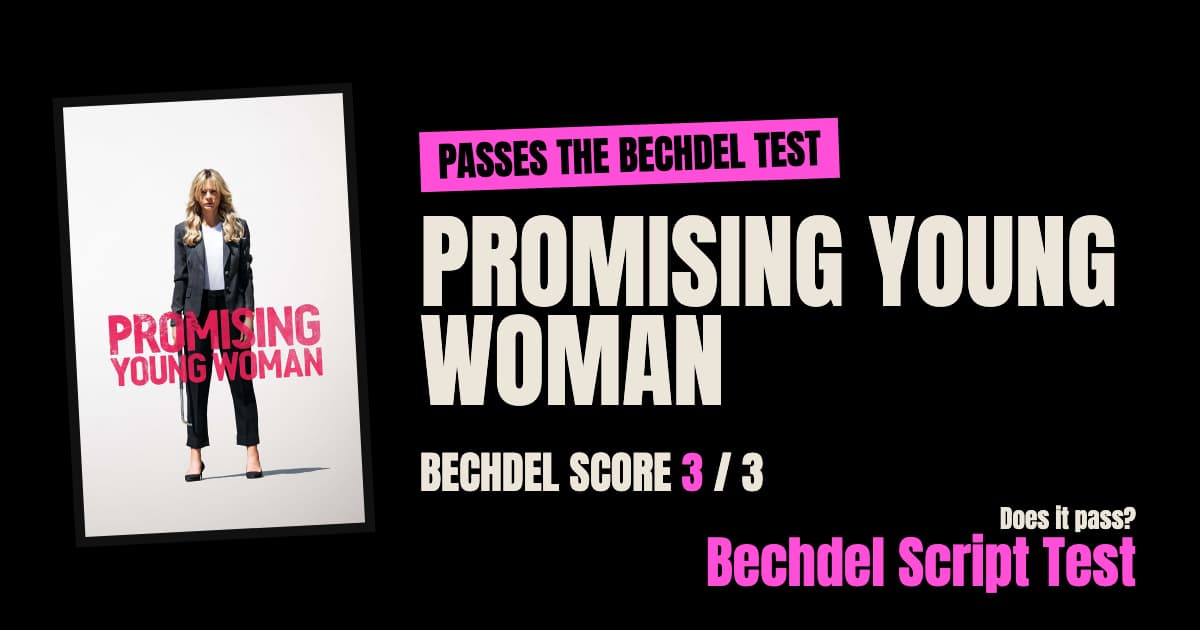 PROMISING
YOUNG WOMAN
PASSES THE BECHDEL TEST
PROMISING YOUNG
WOMAN
BECHDEL SCORE 3 / 3
Does it pass?
Bechdel Script Test